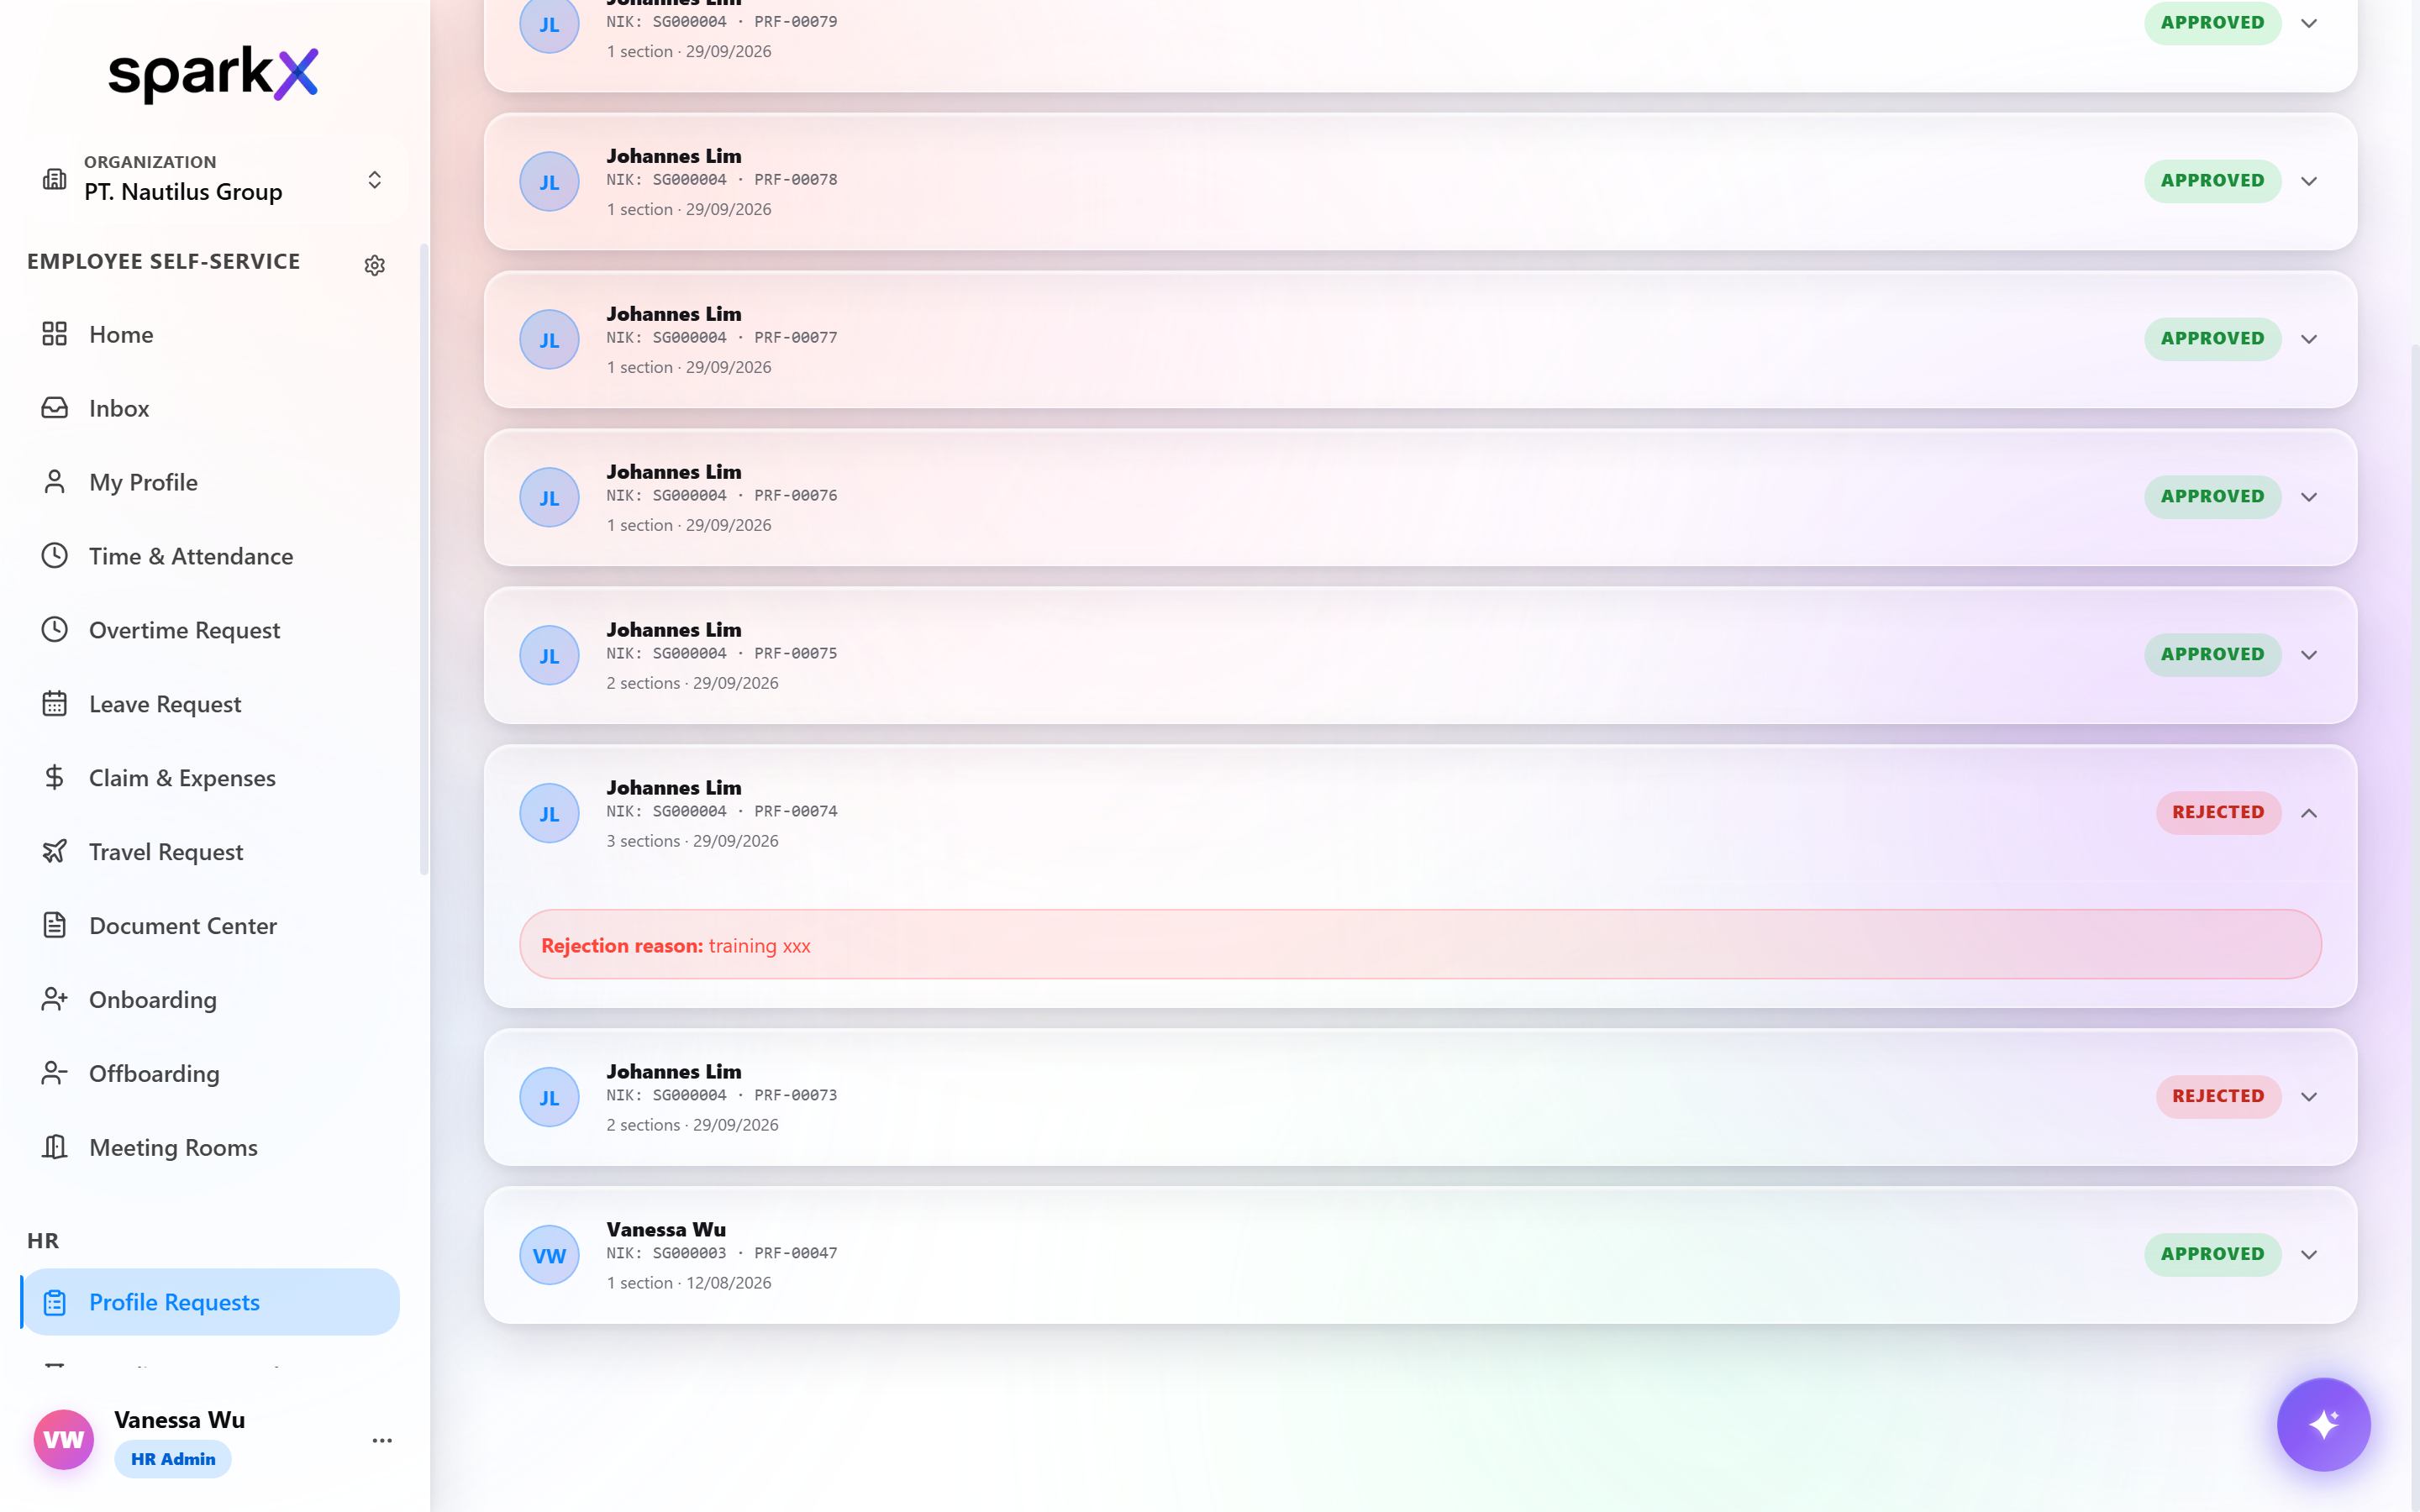 sparkX
ORGANIZATION
PT. Nautilus Group
EMPLOYEE SELF-SERVICE
Home
Inbox
My Profile
Time & Attendance
Overtime Request
Leave Request
Claim & Expenses
Travel Request
Document Center
Onboarding
Offboarding
Meeting Rooms
HR
Profile Requests
VW
Vanessa Wu
HR Admin
JL
Johannes Lim
NIK: SG000004 · PRF-00079
1 section · 29/09/2026
APPROVED
JL
Johannes Lim
NIK: SG000004 · PRF-00078
1 section · 29/09/2026
APPROVED
JL
Johannes Lim
NIK: SG000004 · PRF-00077
1 section · 29/09/2026
APPROVED
JL
Johannes Lim
NIK: SG000004 · PRF-00076
1 section · 29/09/2026
APPROVED
JL
Johannes Lim
NIK: SG000004 · PRF-00075
2 sections · 29/09/2026
APPROVED
JL
Johannes Lim
NIK: SG000004 · PRF-00074
3 sections · 29/09/2026
REJECTED
Rejection reason: training xxx
JL
Johannes Lim
NIK: SG000004 · PRF-00073
2 sections · 29/09/2026
REJECTED
VW
Vanessa Wu
NIK: SG000003 · PRF-00047
1 section · 12/08/2026
APPROVED